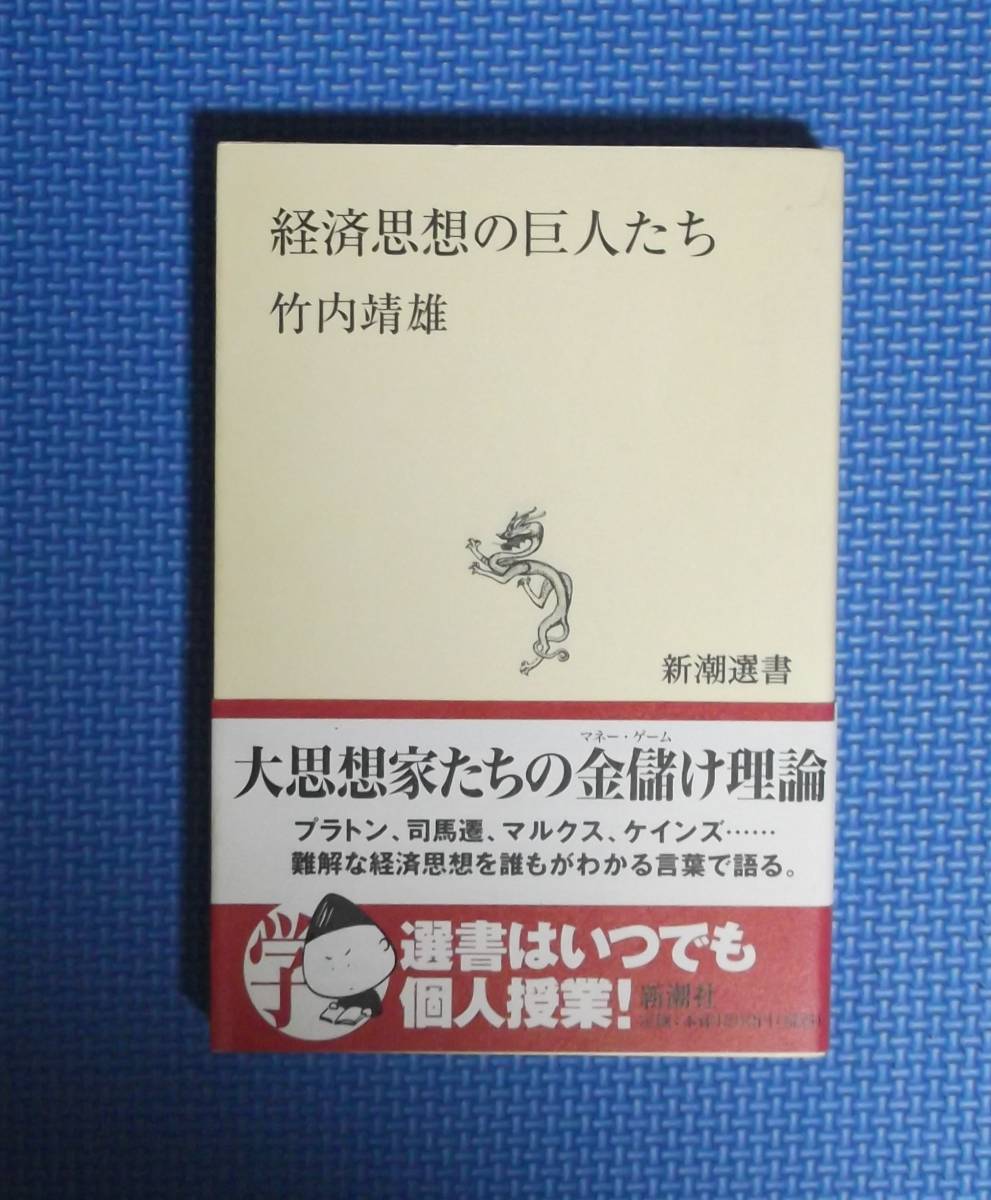 経済思想の巨人たち
竹内靖雄
新潮選書
マネー・ゲーム
大思想家たちの金儲け理論
プラトン、司馬遷、マルクス、ケインズ……
難解な経済思想を誰もがわかる言葉で語る。
学
選書はいつでも
個人授業!
新潮社